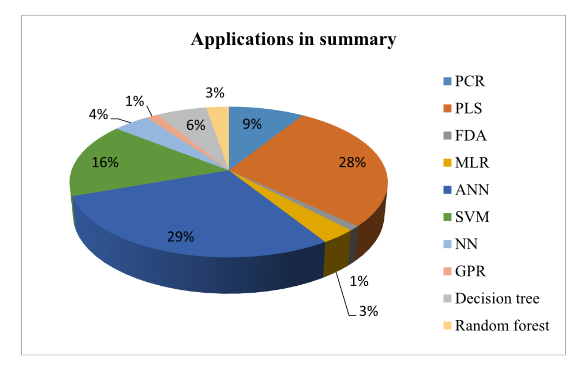 Applications in summary
3%
1%
4%
6%
9%
16%
28%
29%
1%
3%
PCR
PLS
FDA
MLR
ANN
SVM
NN
GPR
Decision tree
Random forest